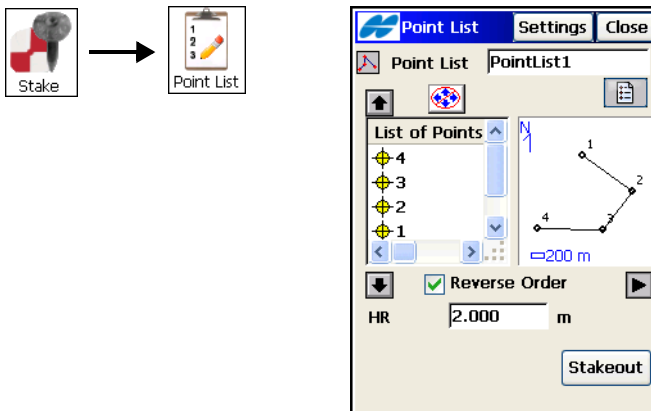 Stake
1
2
3
Point List
Point List Settings Close
Point List PointList1
List of Points
4
3
2
1
N
1
2
3
4
200 m
Reverse Order
HR 2.000 m
Stakeout